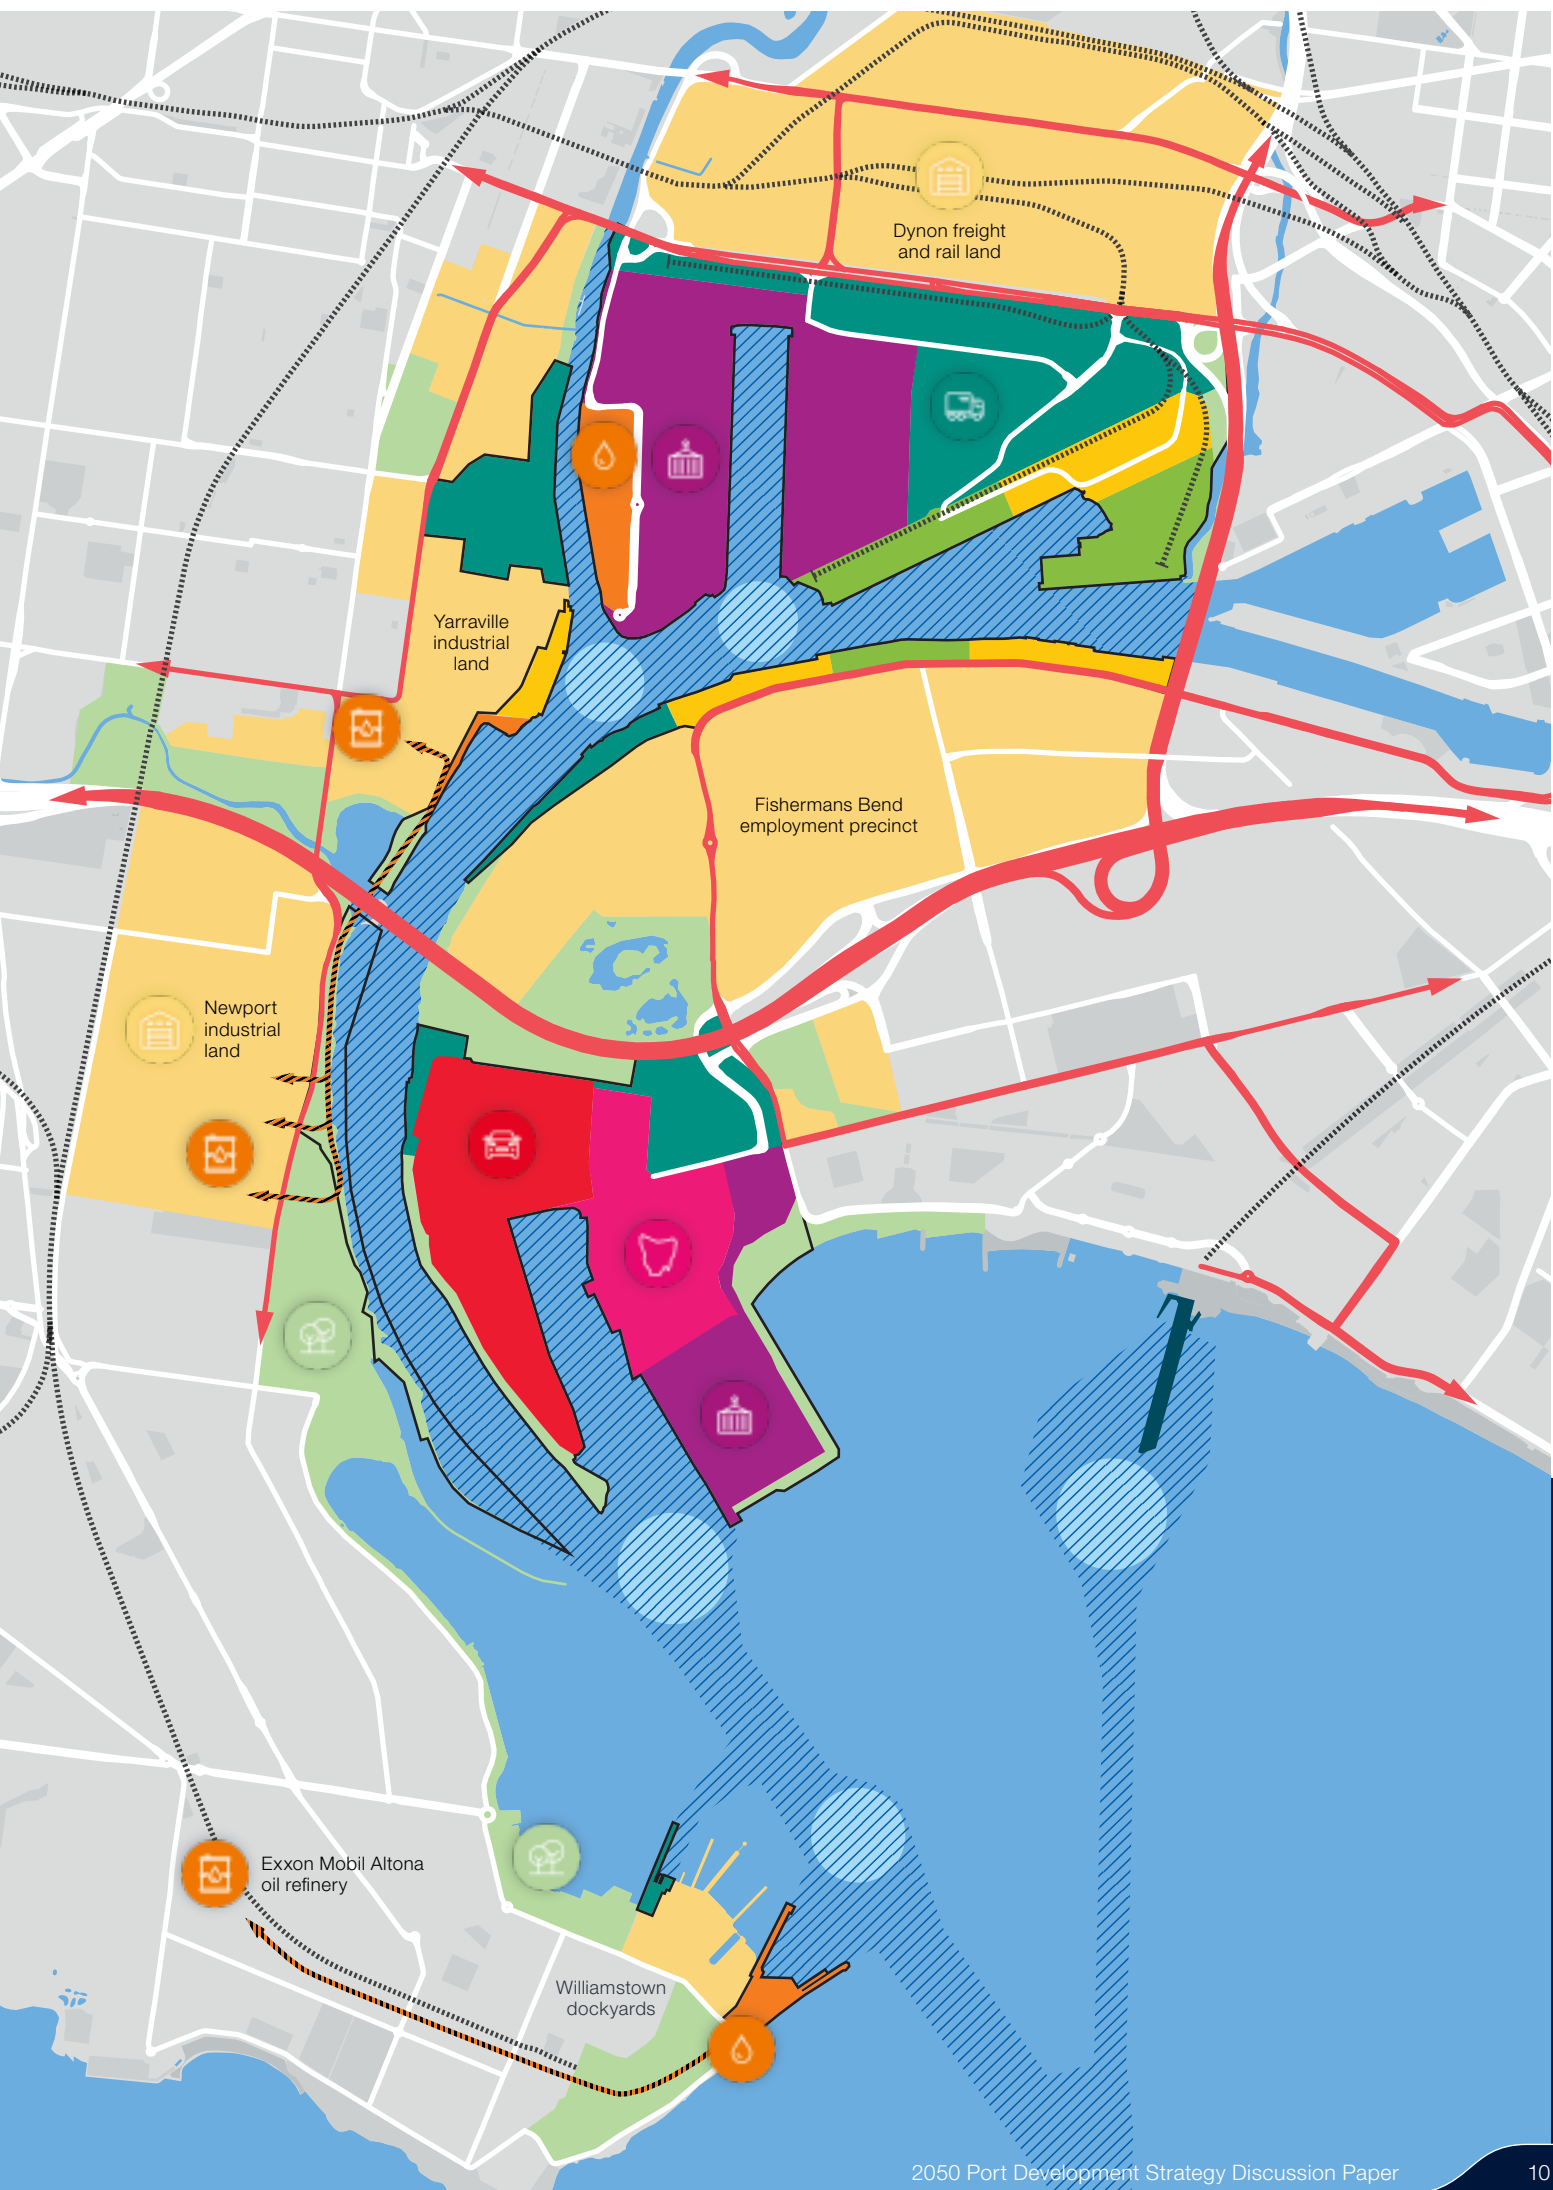 Dynon freight
and rail land
Yarraville
industrial
land
Fishermans Bend
employment precinct
Newport
industrial
land
Exxon Mobil Altona
oil refinery
Williamstown
dockyards
2050 Port Development Strategy Discussion Paper
10